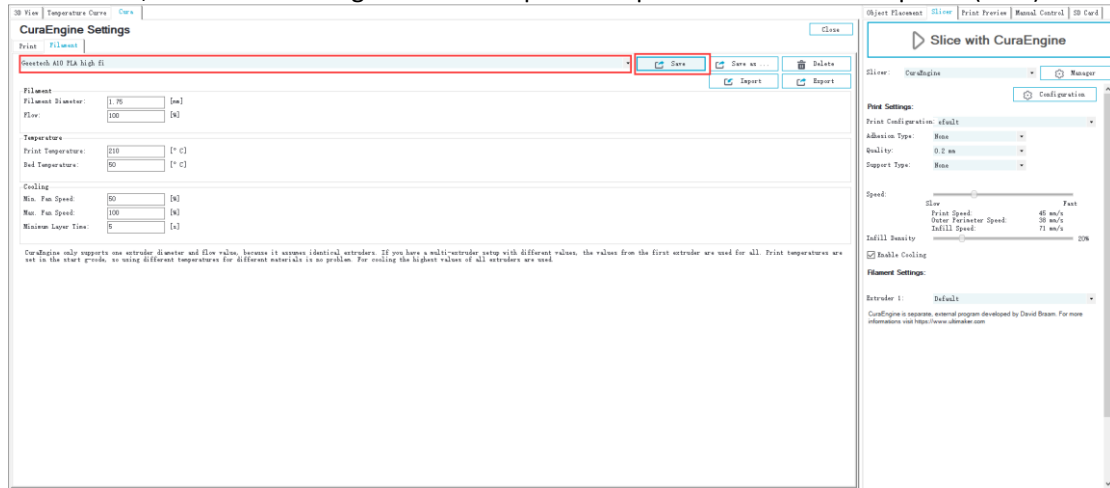 3D View Temperature Curve Cura
CuraEngine Settings
Close
Print Filament
Geeetech A10 PLA high fi
Save
Save as ...
Delete
Import
Export
Filament
Filament Diameter: 1.75 [mm]
Flow: 100 [%]
Temperature
Print Temperature: 210 [° C]
Bed Temperature: 50 [° C]
Cooling
Min. Fan Speed: 50 [%]
Max. Fan Speed: 100 [%]
Minimum Layer Time: 5 [s]
CuraEngine only supports one extruder diameter and flow value, because it assumes identical extruders. If you have a multi-extruder setup with different values, the values from the first extruder are used for all. Print temperatures are
set in the start g-code, so using different temperatures for different materials is no problem. For cooling the highest values of all extruders are used.
Object Placement Slicer Print Preview Manual Control SD Card
Slice with CuraEngine
Slicer: CuraEngine
Manager
Configuration
Print Settings:
Print Configuration: efault
Adhesion Type: None
Quality: 0.2 mm
Support Type: None
Speed:
Slow Fast
Print Speed: 45 mm/s
Outer Perimeter Speed: 38 mm/s
Infill Speed: 71 mm/s
Infill Density 20%
Enable Cooling
Filament Settings:
Extruder 1: Default
CuraEngine is separate, external program developed by David Braam. For more
informations visit https://www.ultimaker.com